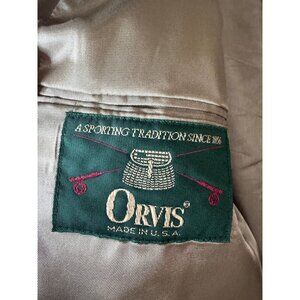 A SPORTING TRADITION SINCE 1856
ORVIS®
MADE IN U.S.A.